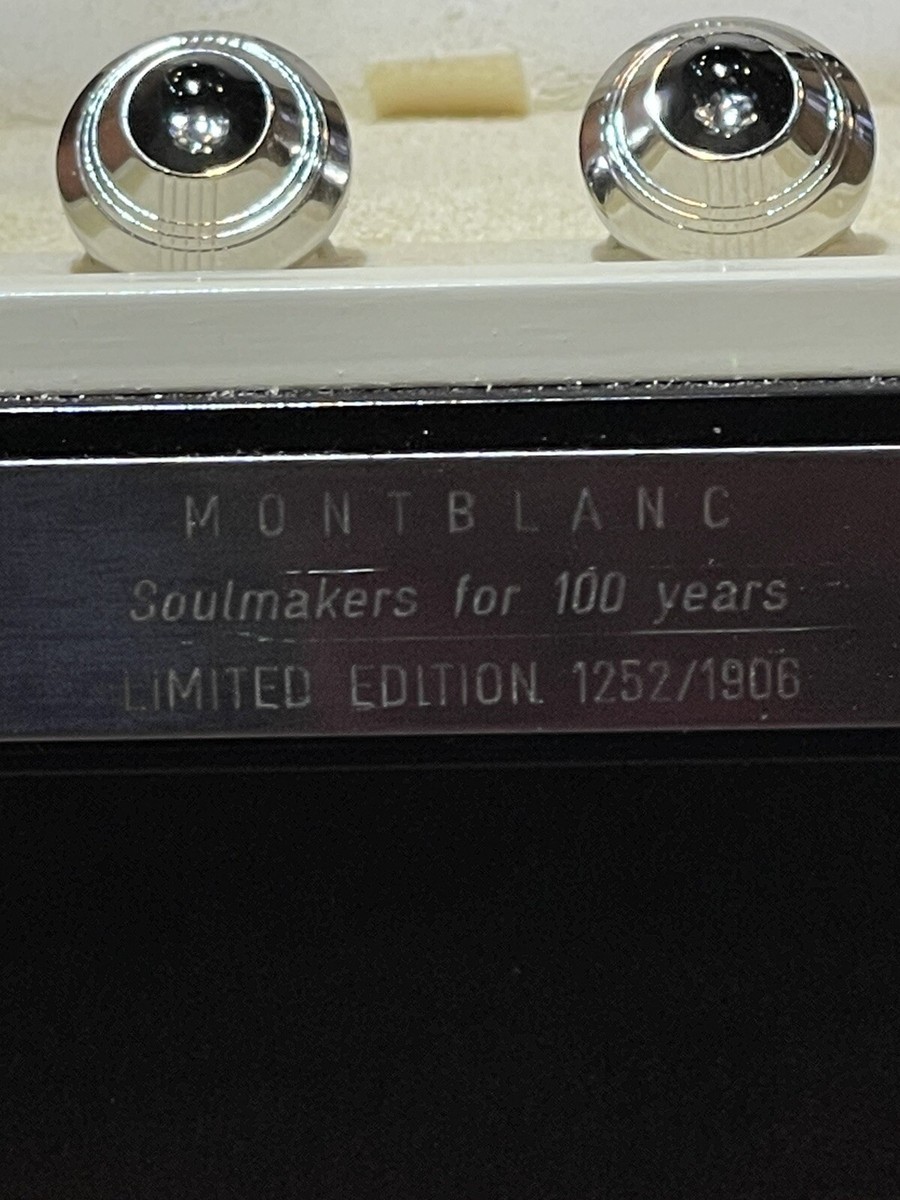 MONTBLANC
Soulmakers for 100 years
LIMITED EDITION 1252/1906